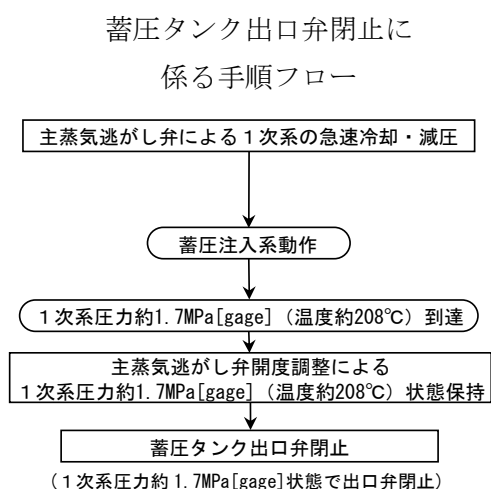 蓄圧タンク出口弁閉止に
係る手順フロー
主蒸気逃がし弁による1次系の急速冷却・減圧
蓄圧注入系動作
1次系圧力約1.7MPa[gage]（温度約208℃）到達
主蒸気逃がし弁開度調整による
1次系圧力約1.7MPa[gage]（温度約208℃）状態保持
蓄圧タンク出口弁閉止
（1次系圧力約 1.7MPa[gage]状態で出口弁閉止）